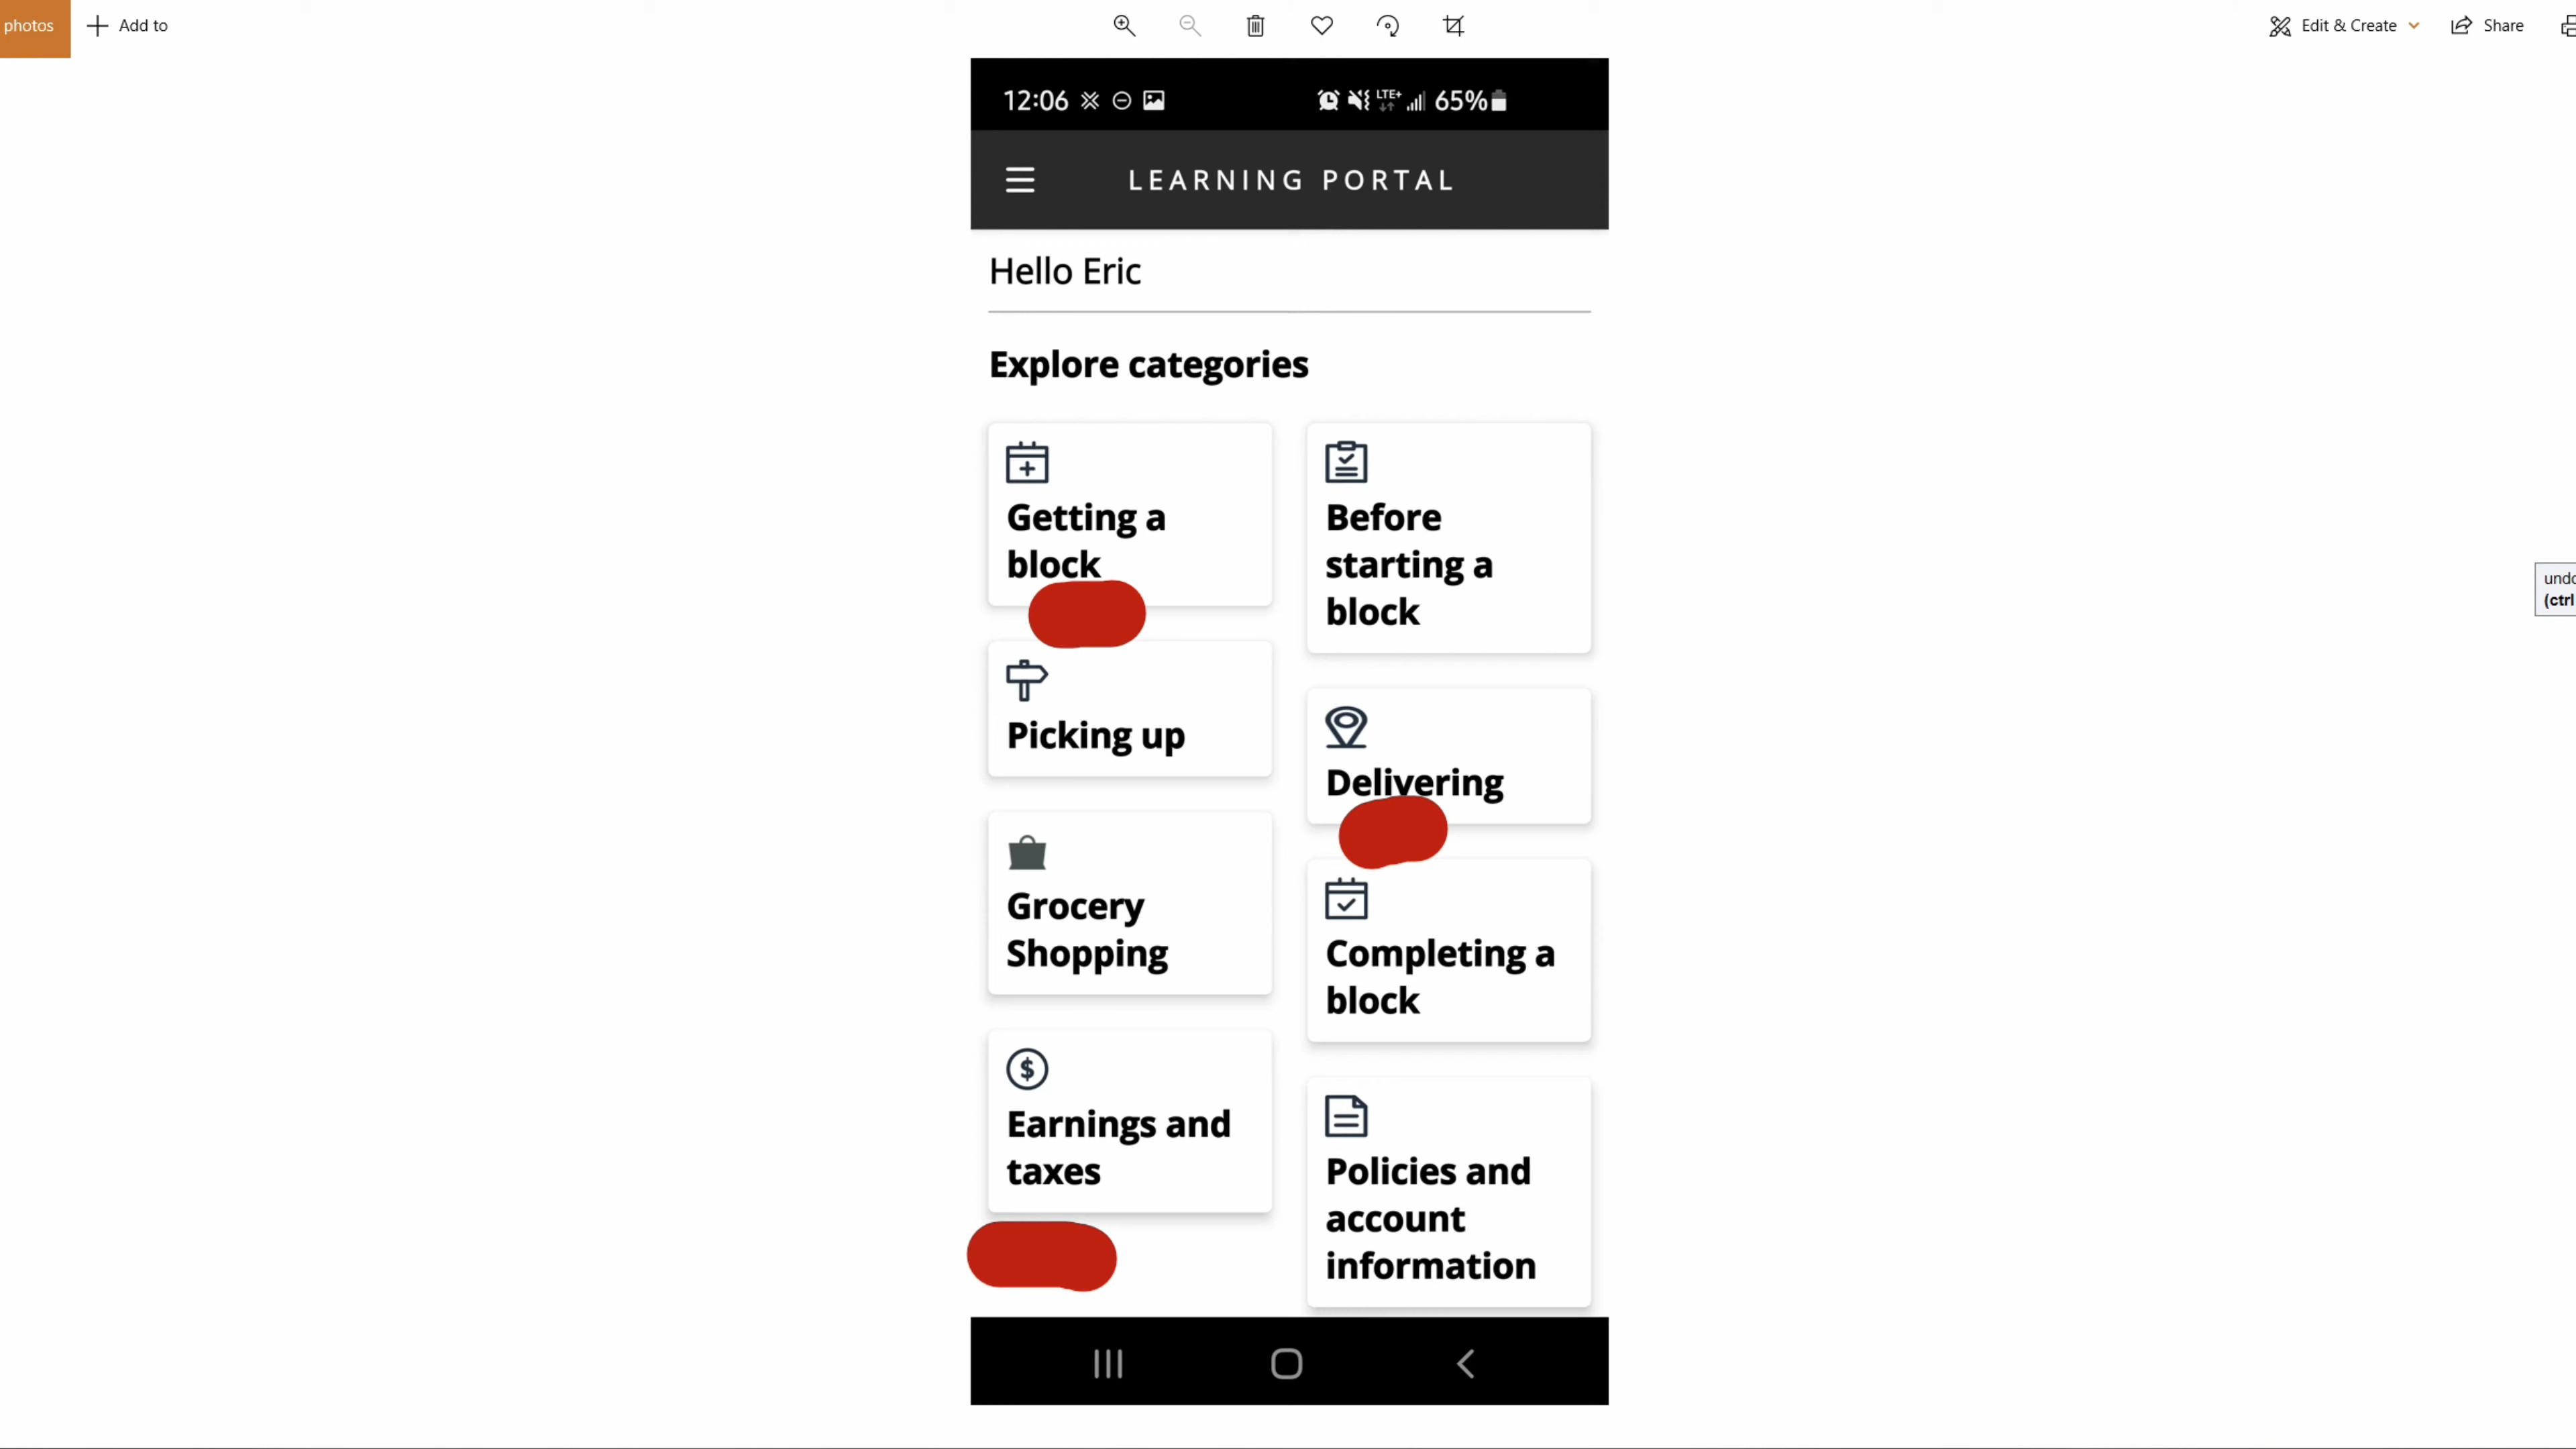 photos
Add to
Edit & Create
Share
12:06
LTE+
65%
LEARNING PORTAL
Hello Eric
Explore categories
Getting a
block
Before
starting a
block
Picking up
Delivering
Grocery
Shopping
Completing a
block
Earnings and
taxes
Policies and
account
information
(ctrl